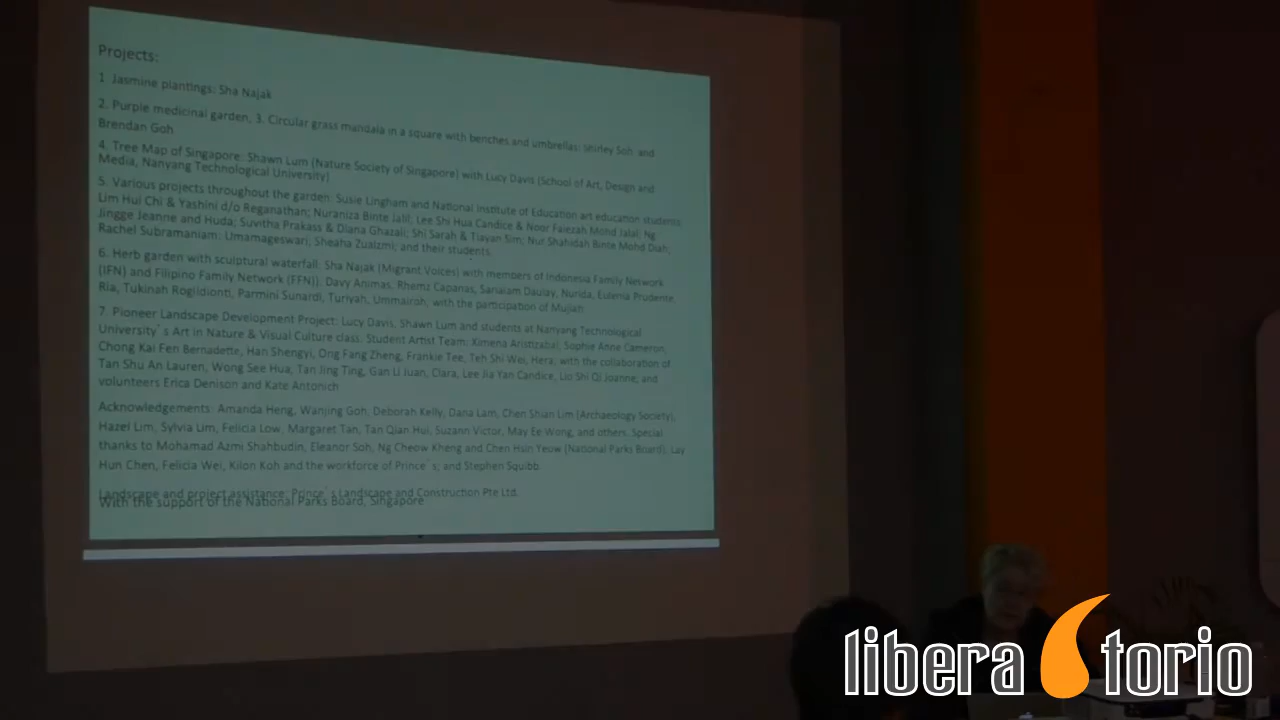 Projects:
1. Jasmine plantings: Sha Najak
2. Purple medicinal garden, 3. Circular grass mandala in a square with benches and umbrellas: Shirley Soh and
Brendan Goh
4. Tree Map of Singapore: Shawn Lum (Nature Society of Singapore) with Lucy Davis (School of Art, Design and
Media, Nanyang Technological University)
5. Various projects throughout the garden: Susie Lingham and National Institute of Education art education students:
Lim Hui Chi & Yashini d/o Reganathan; Nuraniza Binte Jalil; Lee Shi Hua Candice & Noor Faiezah Mohd Jalal; Ng
Jingge Jeanne and Huda; Suvitha Prakass & Diana Ghazali; Shi Sarah & Tiayan Sim; Nur Shahidah Binte Mohd Diah;
Rachel Subramaniam; Umamageswari; Sheaha Zualzmi; and their students.
6. Herb garden with sculptural waterfall: Sha Najak (Migrant Voices) with members of Indonesia Family Network
(IFN) and Filipino Family Network (FFN)): Davy Animas, Rhemz Capanas, Sariaiam Daulay, Nurida, Eulema Prudente,
Ria, Tukinah Rogiidionti, Parmini Sunardi, Turiyah, Ummairoh, with the participation of Mujiah
7. Pioneer Landscape Development Project: Lucy Davis, Shawn Lum and students at Nanyang Technological
University's Art in Nature & Visual Culture class. Student Artist Team: Ximena Aristizabal, Sophie Anne Cameron,
Chong Kai Fen Bernadette, Han Shengyi, Ong Fang Zheng, Frankie Tee, Teh Shi Wei, Hera; with the collaboration of
Tan Shu An Lauren, Wong See Hua, Tan Jing Ting, Gan Li Juan, Clara, Lee Jia Yan Candice, Lio Shi Qi Joanne; and
volunteers Erica Denison and Kate Antonich
Acknowledgements: Amanda Heng, Wanjing Goh, Deborah Kelly, Dana Lam, Chen Shian Lim (Archaeology Society),
Hazel Lim, Sylvia Lim, Felicia Low, Margaret Tan, Tan Qian Hui, Suzann Victor, May Ee Wong, and others. Special
thanks to Mohamad Azmi Shahbudin, Eleanor Soh, Ng Cheow Kheng and Chen Hun Yeow (National Parks Board), Lay
Hun Chen, Felicia Wei, Kilon Koh and the workforce of Prince's; and Stephen Squibb.
Landscape and project assistance: Prince's Landscape and Construction Pte Ltd.
With the support of the National Parks Board, Singapore
libera torio